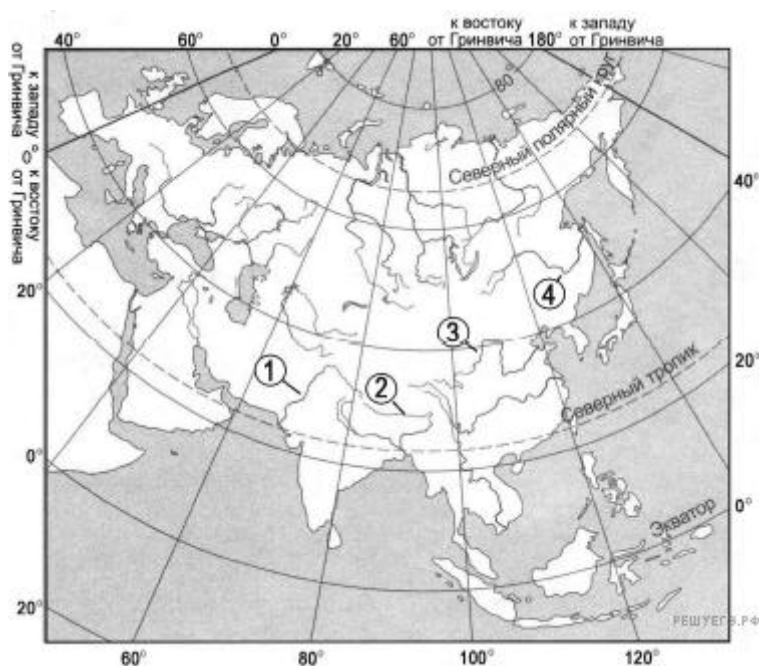 к востоку
от Гринвича
к западу
от Гринвича
40°
60°
0°
20°
60°
180°
80
к западу
от Гринвича
0°
к востоку
от Гринвича
Северный полярный круг
40°
20°
4
3
1
2
20°
Северный тропик
0°
0°
Экватор
20°
РЕШУЕГЭ.РФ
60°
80°
100°
120°